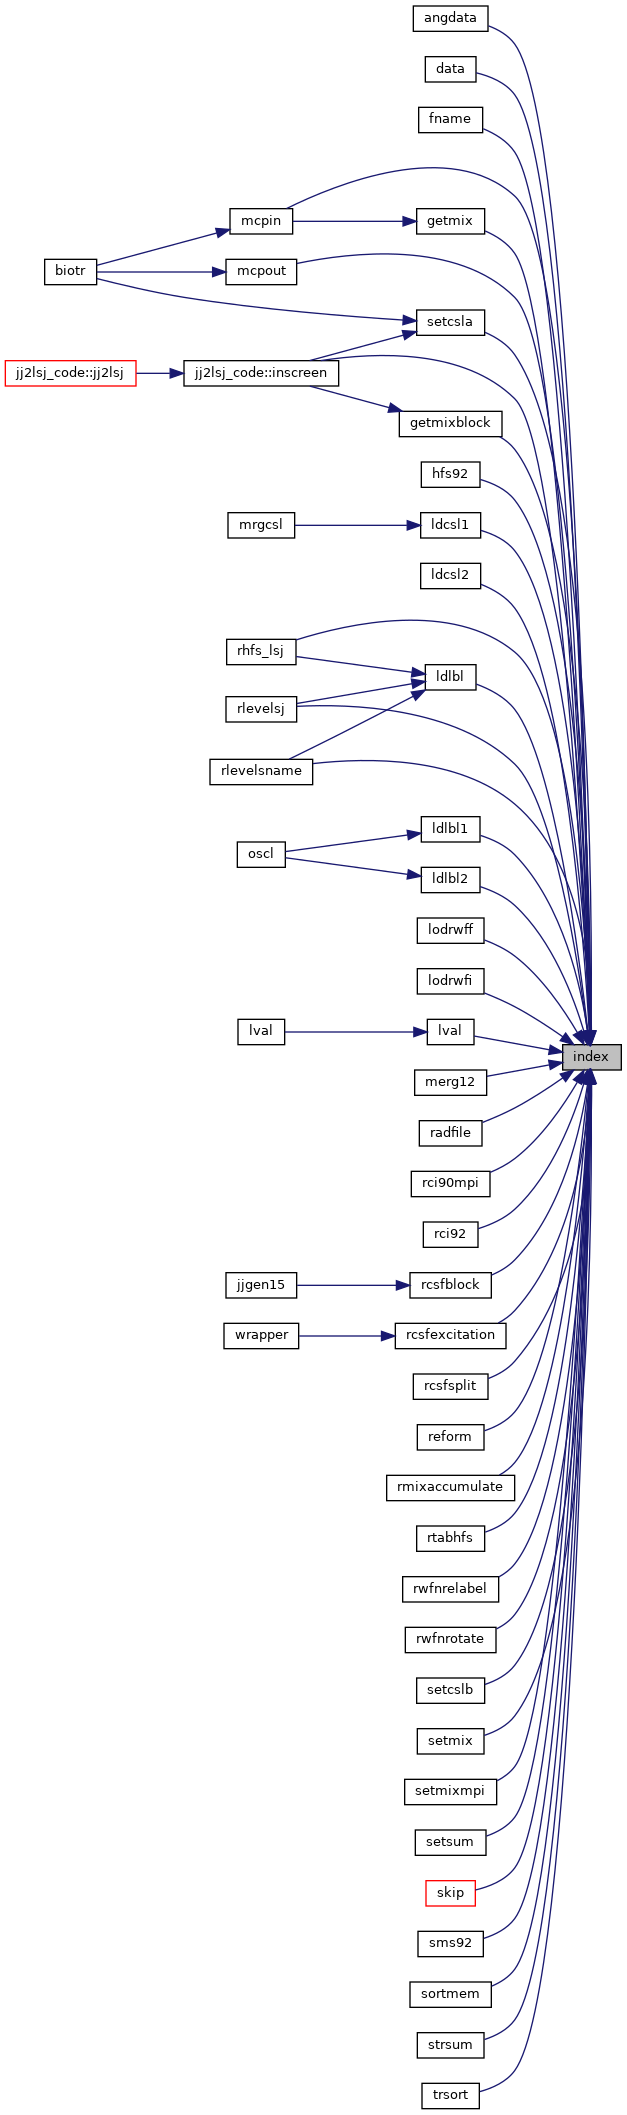 angdata
data
fname
mcpin
getmix
biotr
mcpout
setcsla
jj2lsj_code::jj2lsj
jj2lsj_code::inscreen
getmixblock
hfs92
mrgcsl
ldcsl1
ldcsl2
rhfs_lsj
ldlbl
rlevelsj
rlevelsname
ldlbl1
oscl
ldlbl2
lodrwff
lodrwfi
lval
lval
index
merg12
radfile
rci90mpi
rci92
jjgen15
rcsfblock
wrapper
rcsfexcitation
rcsfsplit
reform
rmixaccumulate
rtabhfs
rwfnrelabel
rwfnrotate
setcslb
setmix
setmixmpi
setsum
skip
sms92
sortmem
strsum
trsort